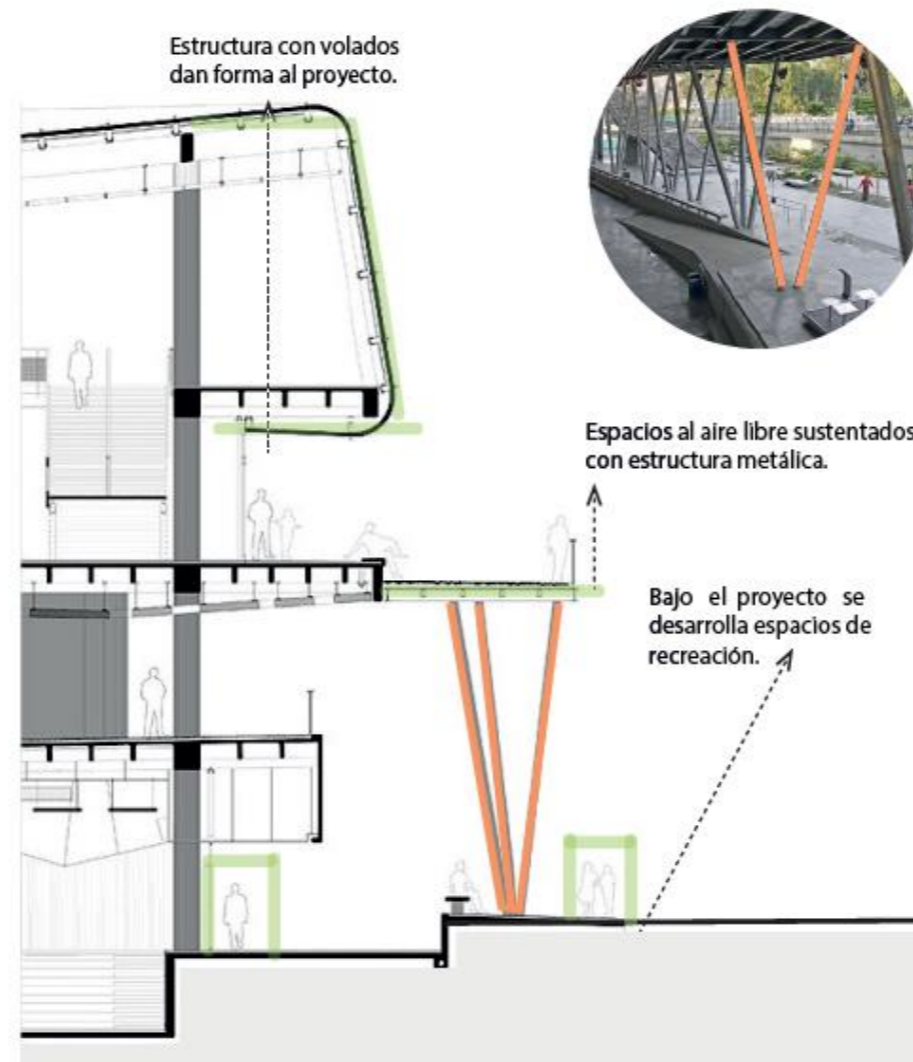 Estructura con volados
dan forma al proyecto.
Espacios al aire libre sustentados
con estructura metálica.
Bajo el proyecto se
desarrolla espacios de
recreación.